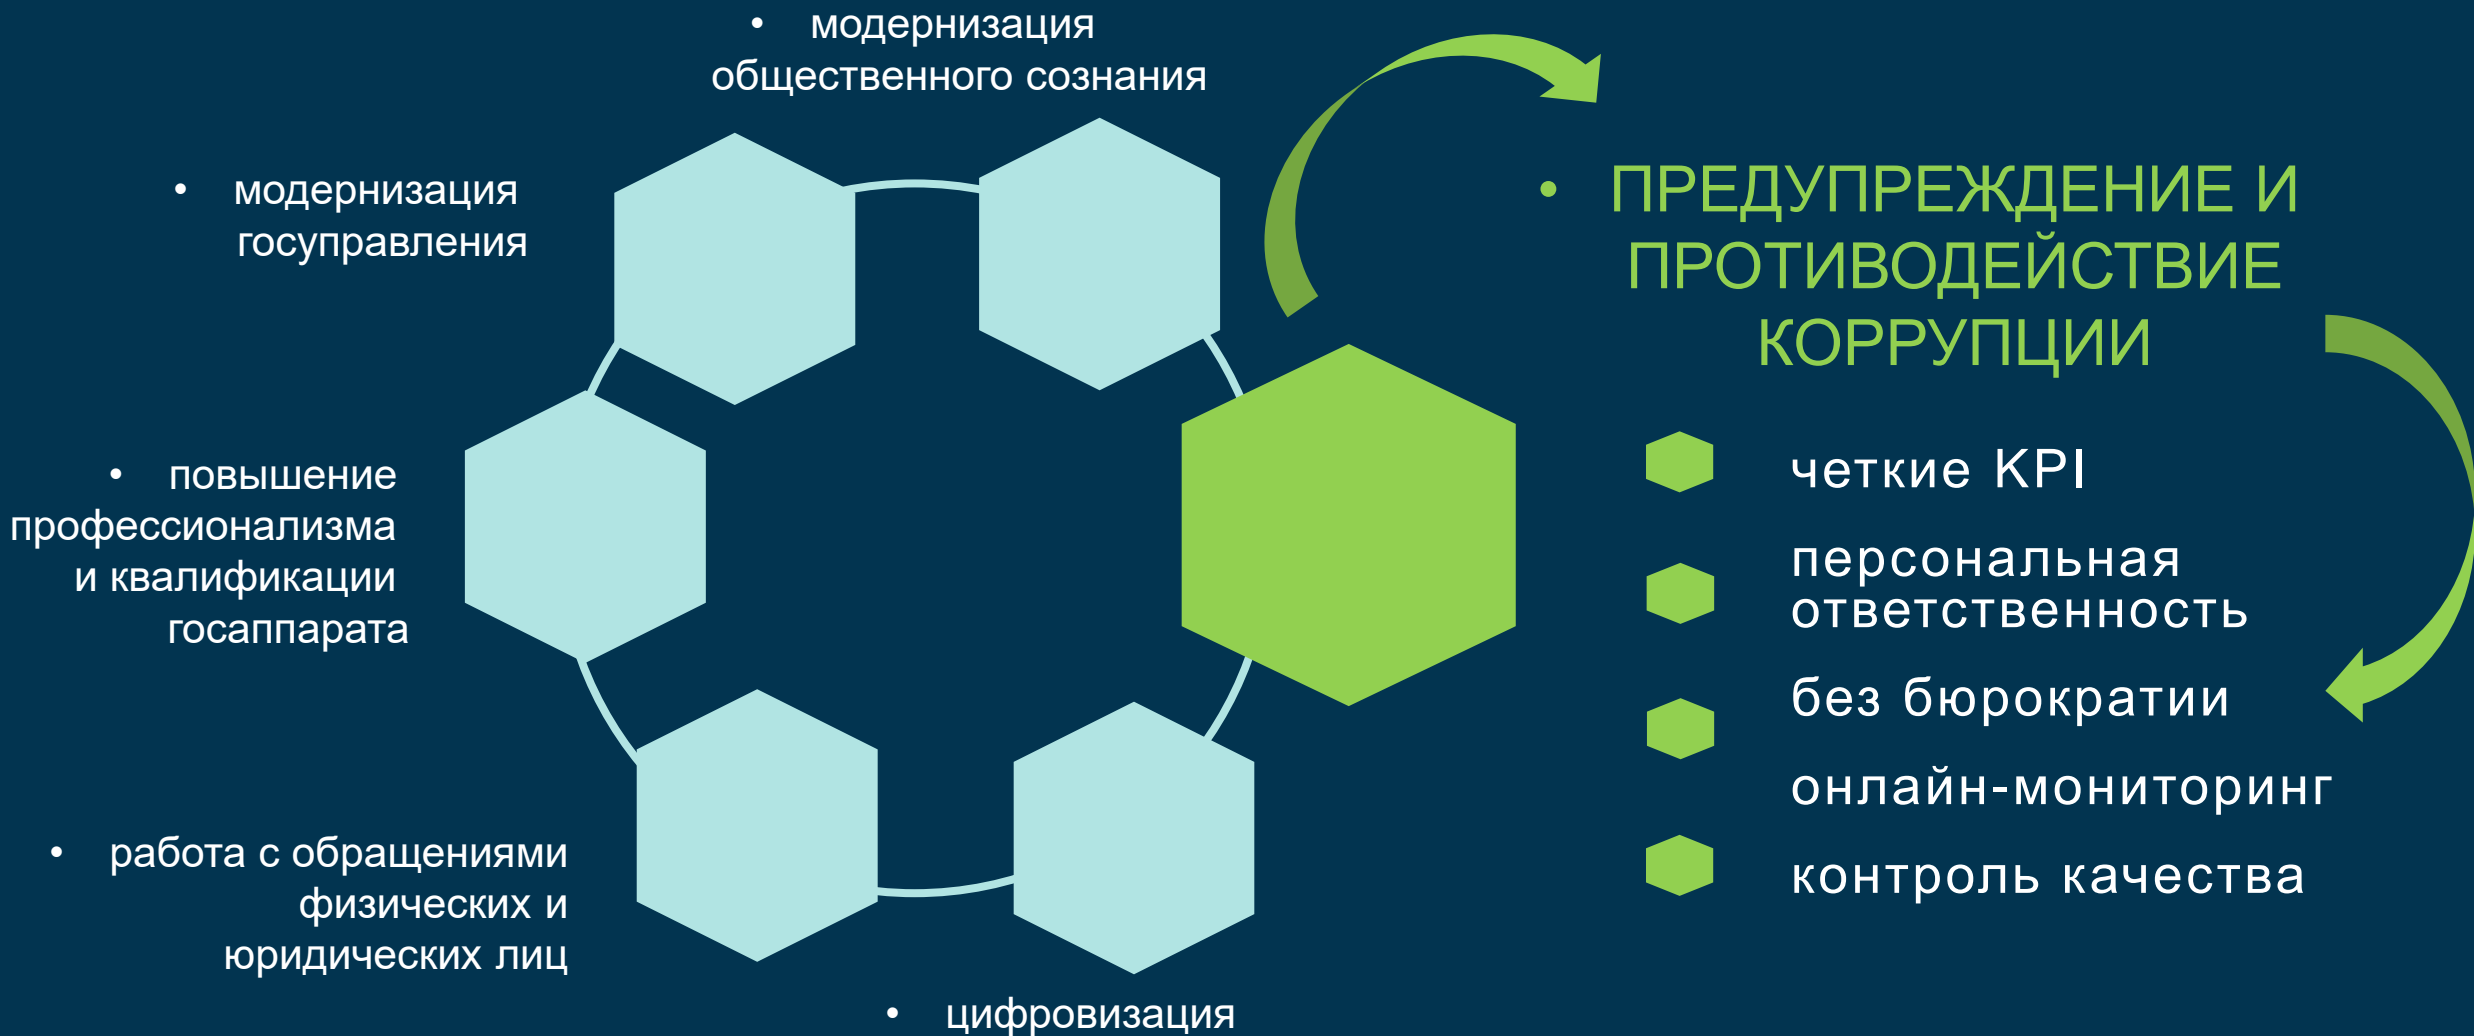 • модернизация
общественного сознания
• модернизация
госуправления
• повышение
профессионализма
и квалификации
госаппарата
• работа с обращениями
физических и
юридических лиц
• цифровизация
• ПРЕДУПРЕЖДЕНИЕ И
ПРОТИВОДЕЙСТВИЕ
КОРРУПЦИИ
четкие KPI
персональная
ответственность
без бюрократии
онлайн-мониторинг
контроль качества